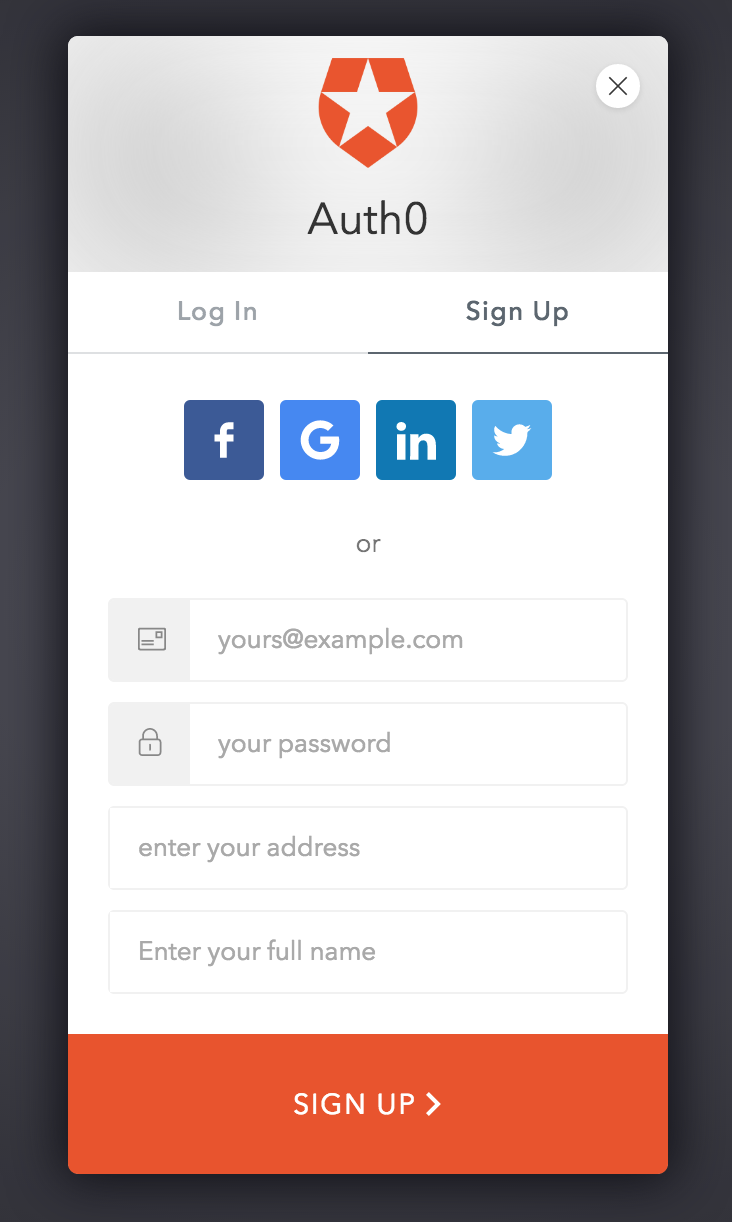 Auth0
Log In
Sign Up
f G in
or
yours@example.com
your password
enter your address
Enter your full name
SIGN UP